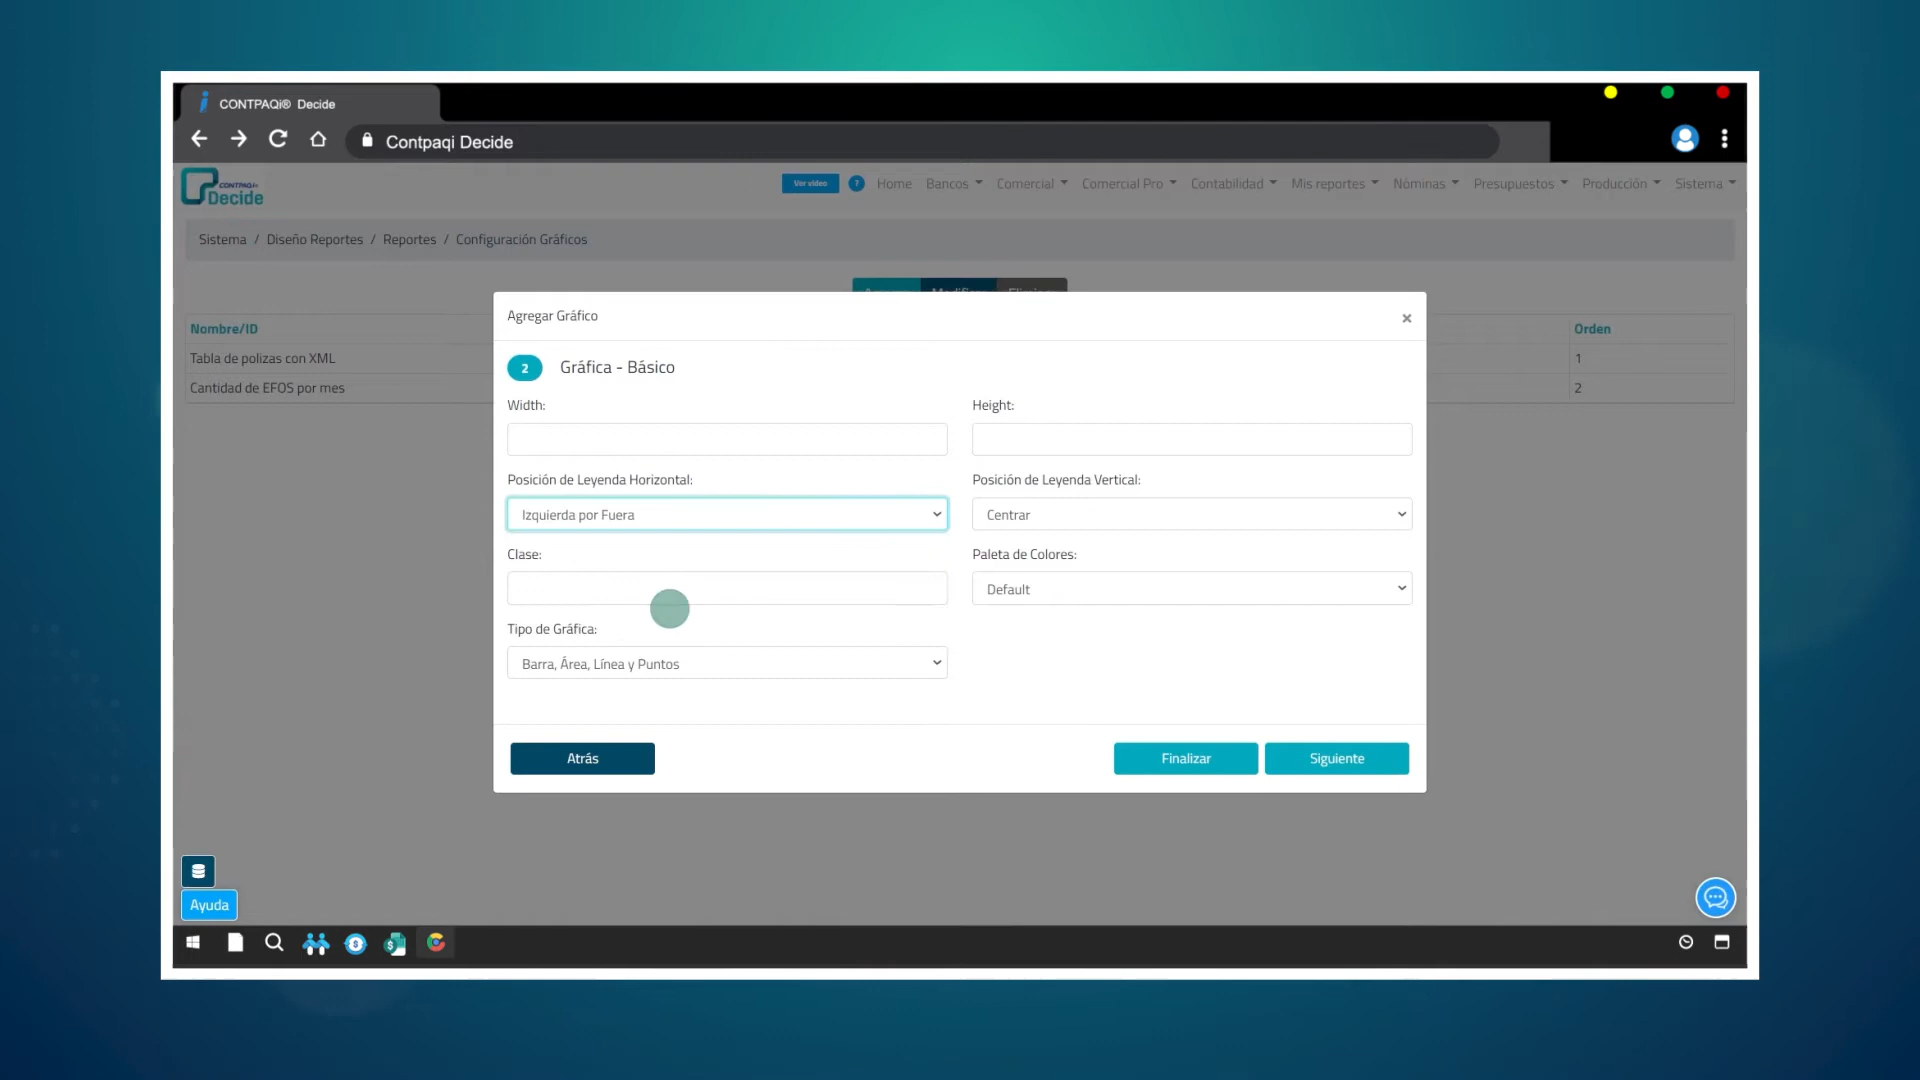 CONTPAQi® Decide
Contpaqi Decide
CONTPAQi®
Decide
Ver video ? Home Bancos Comercial Comercial Pro Contabilidad Mis reportes Nóminas Presupuestos Producción Sistema
Sistema / Diseño Reportes / Reportes / Configuración Gráficos
Nombre/ID Orden
Tabla de polizas con XML 1
Cantidad de EFOS por mes 2
Agregar Gráfico ×
2 Gráfica - Básico
Width: Height:
Posición de Leyenda Horizontal: Posición de Leyenda Vertical:
Izquierda por Fuera Centrar
Clase: Paleta de Colores:
Default
Tipo de Gráfica:
Barra, Área, Línea y Puntos
Atrás Finalizar Siguiente
Ayuda